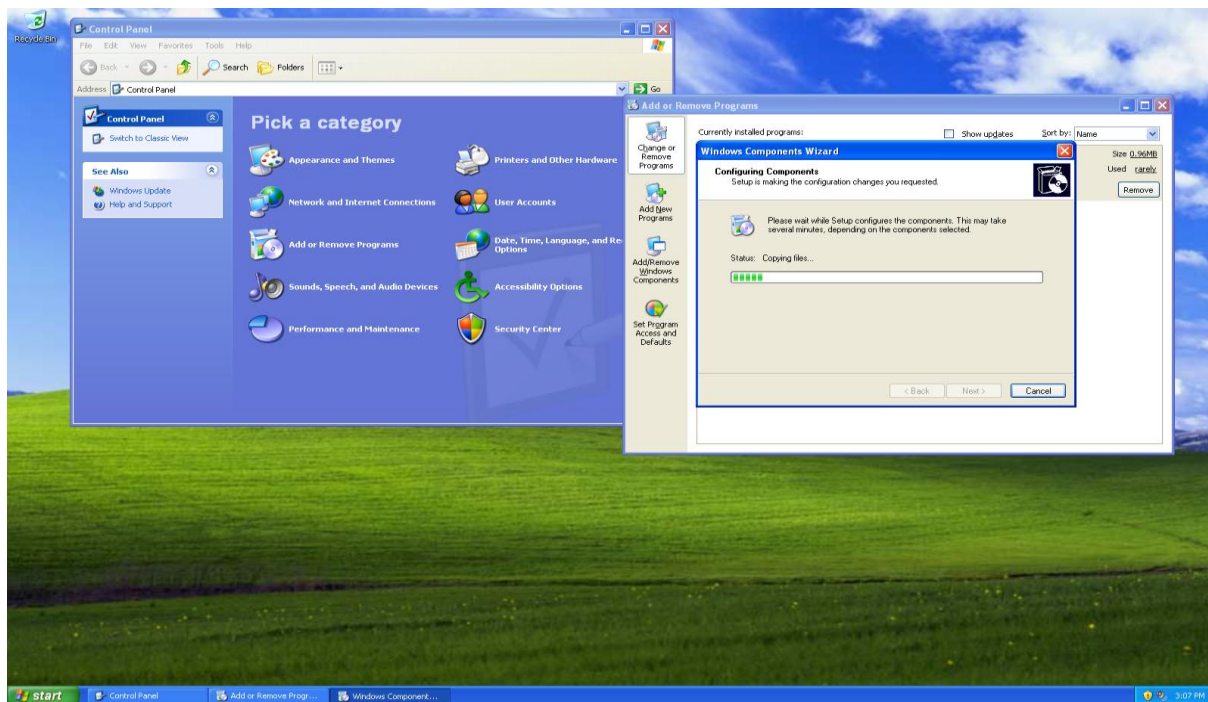 Recycle Bin
Control Panel
File Edit View Favorites Tools Help
Back Search Folders
Address Control Panel Go
Control Panel
Switch to Classic View
See Also
Windows Update
Help and Support
Pick a category
Appearance and Themes
Printers and Other Hardware
Network and Internet Connections
User Accounts
Add or Remove Programs
Date, Time, Language, and Re
Options
Sounds, Speech, and Audio Devices
Accessibility Options
Performance and Maintenance
Security Center
Add or Remove Programs
Change or
Remove
Programs
Add New
Programs
Add/Remove
Windows
Components
Set Program
Access and
Defaults
Currently installed programs: Show updates Sort by: Name
Size 0.96MB
Used rarely
Remove
Windows Components Wizard
Configuring Components
Setup is making the configuration changes you requested.
Please wait while Setup configures the components. This may take
several minutes, depending on the components selected.
Status: Copying files...
< Back Next > Cancel
start Control Panel Add or Remove Progr... Windows Component... 3:07 PM